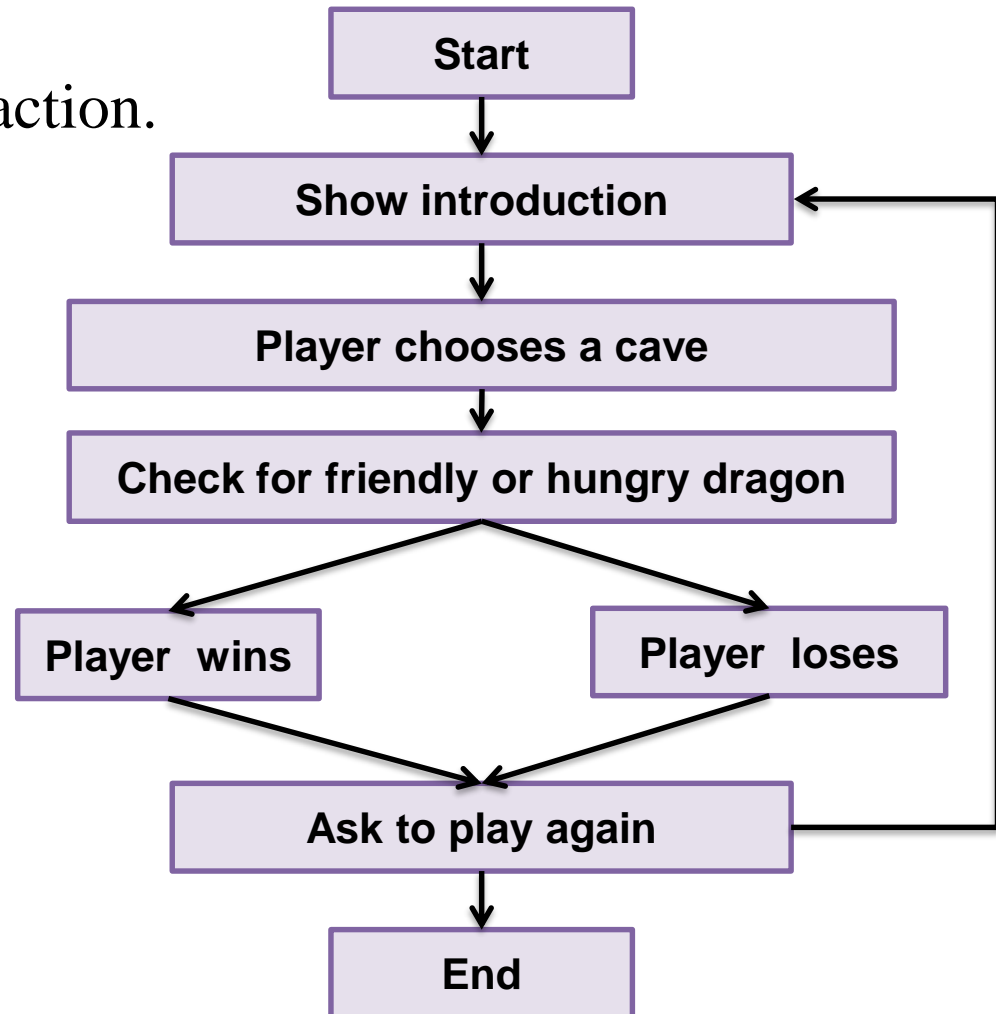 Start
action.
Show introduction
Player chooses a cave
Check for friendly or hungry dragon
Player wins
Player loses
Ask to play again
End